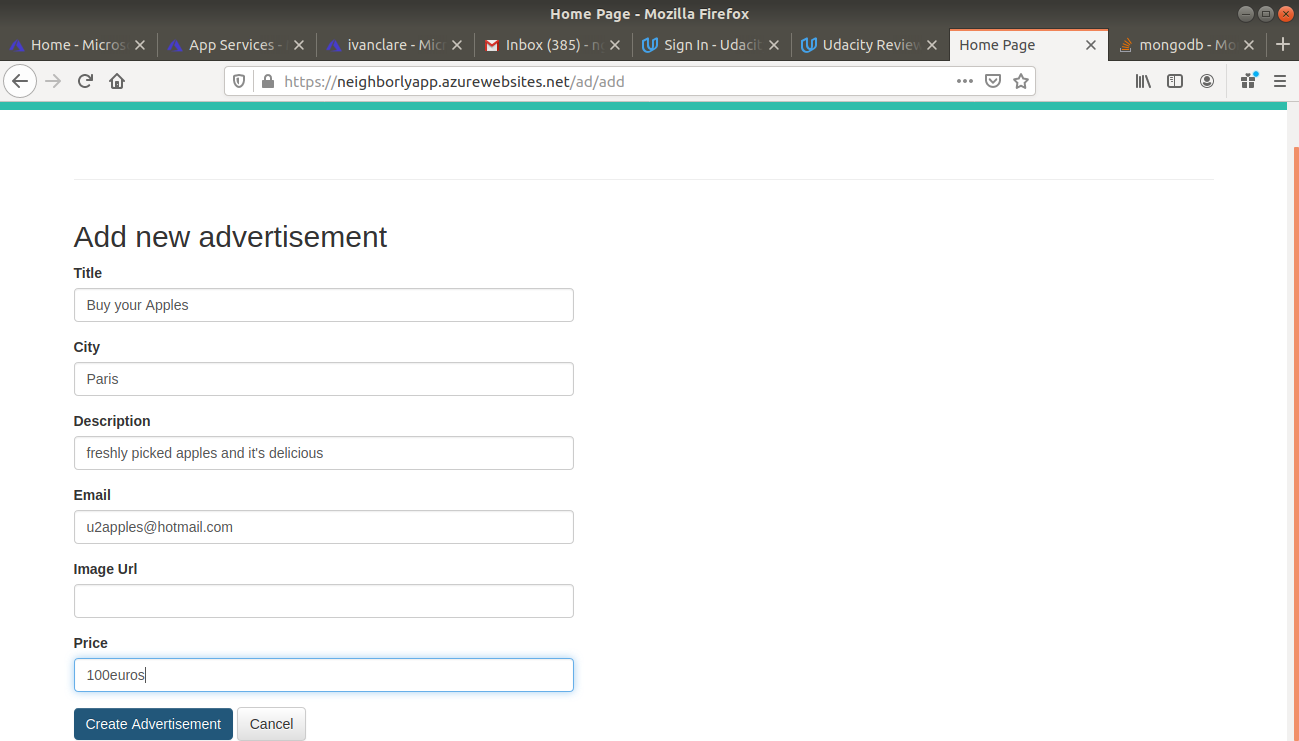 Home Page - Mozilla Firefox
Home - Micros
App Services -
ivanclare - Mic
Inbox (385) - n
Sign In - Udaci
Udacity Review
Home Page
mongodb - Mo
https://neighborlyapp.azurewebsites.net/ad/add
Add new advertisement
Title
Buy your Apples
City
Paris
Description
freshly picked apples and it's delicious
Email
u2apples@hotmail.com
Image Url
Price
100euros
Create Advertisement
Cancel